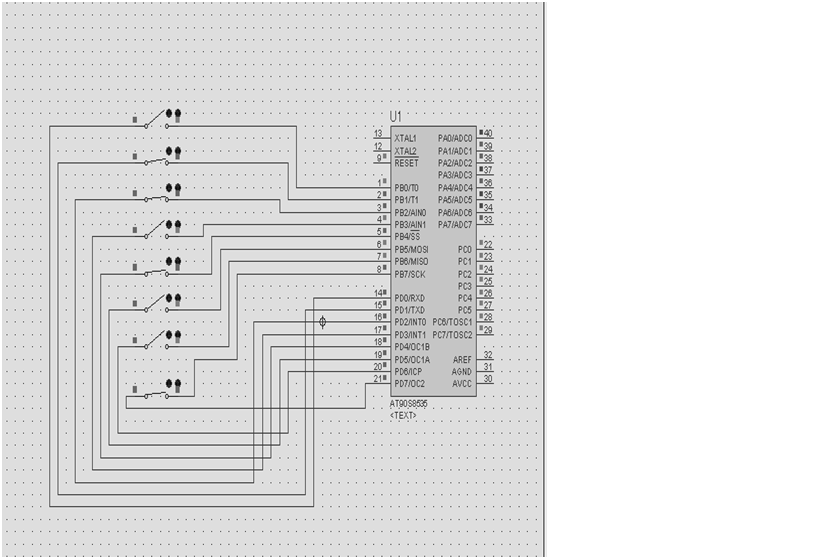 U1
13 XTAL1 PA0/ADC0 40
12 XTAL2 PA1/ADC1 39
9 RESET PA2/ADC2 38
PA3/ADC3 37
1 PB0/T0 PA4/ADC4 36
2 PB1/T1 PA5/ADC5 35
3 PB2/AIN0 PA6/ADC6 34
4 PB3/AIN1 PA7/ADC7 33
5 PB4/SS
6 PB5/MOSI PC0 22
7 PB6/MISO PC1 23
8 PB7/SCK PC2 24
PC3 25
14 PD0/RXD PC4 26
15 PD1/TXD PC5 27
16 PD2/INT0 PC6/TOSC1 28
17 PD3/INT1 PC7/TOSC2 29
18 PD4/OC1B
19 PD5/OC1A AREF 32
20 PD6/ICP AGND 31
21 PD7/OC2 AVCC 30
AT90S8535
<TEXT>